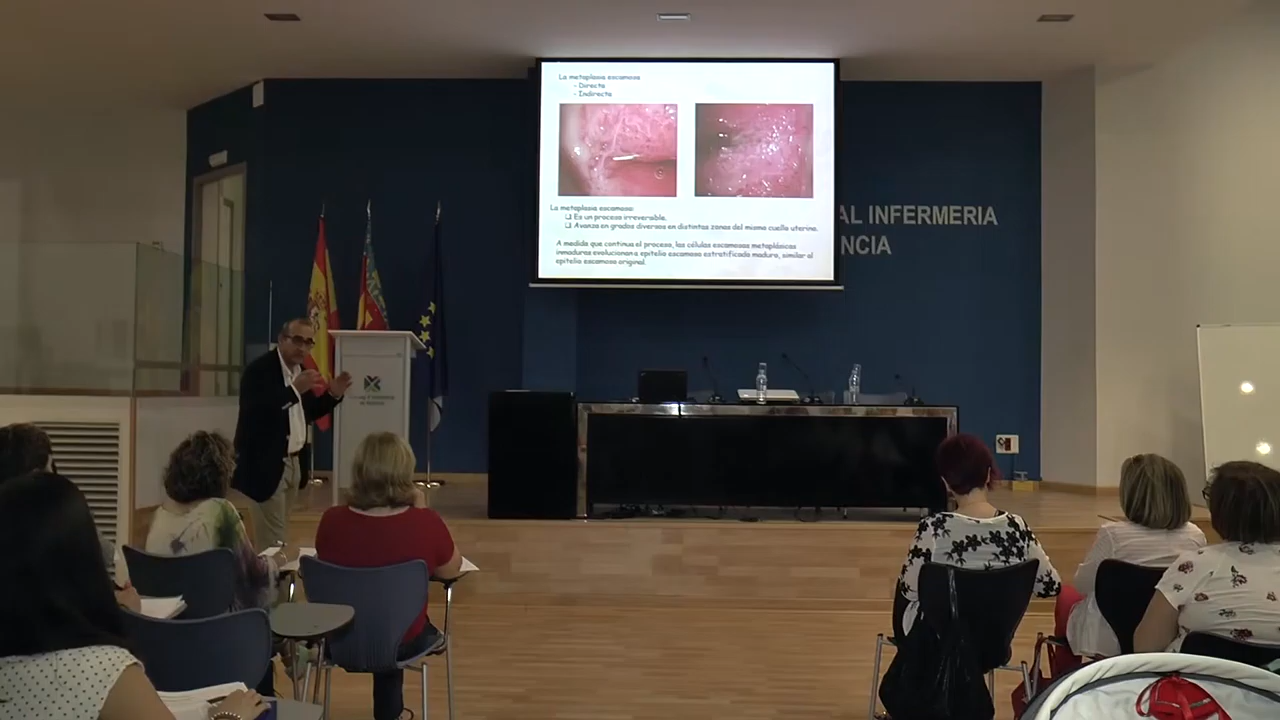 La metaplasia escamosa
- Directa
- Indirecta
La metaplasia escamosa:
❑ Es un proceso irreversible.
❑ Avanza en grados diversos en distintas zonas del mismo cuello uterino.
A medida que continua el proceso, las células escamosas metaplásicas
inmaduras evolucionan a epitelio escamoso estratificado maduro, similar al
epitelio escamoso original.
AL INFERMERIA
NCIA